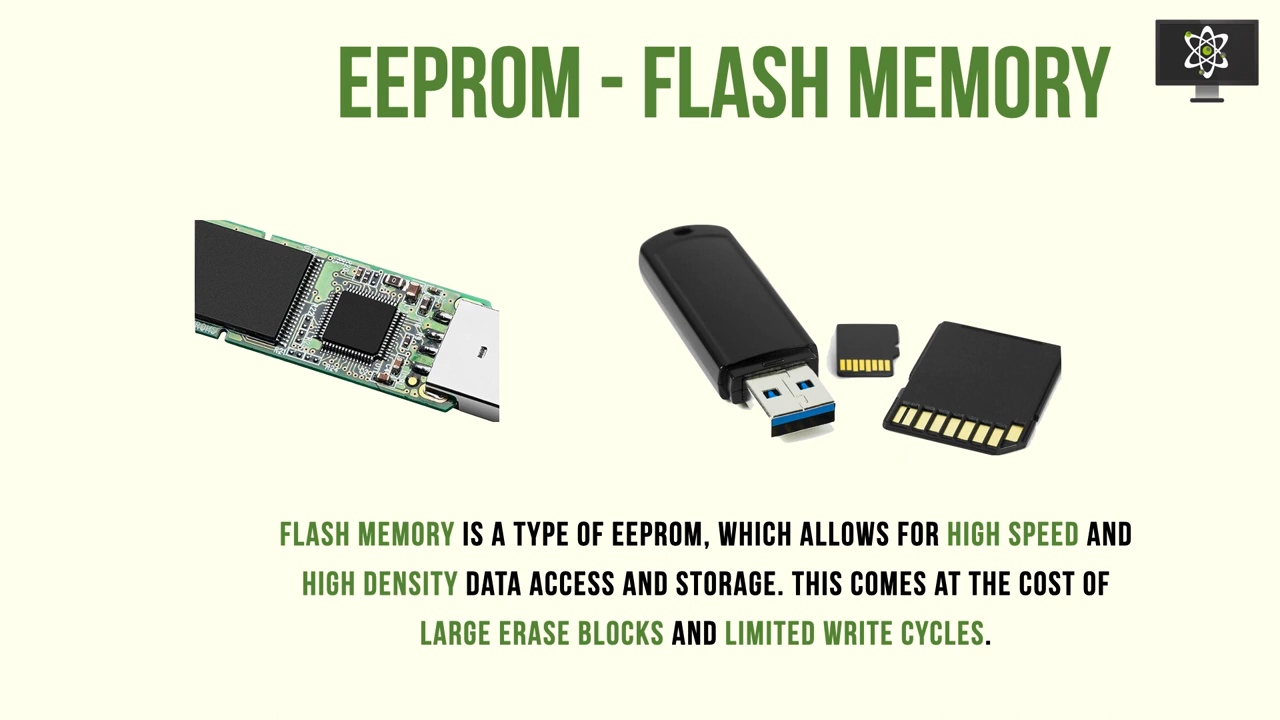 EEPROM - FLASH MEMORY
FLASH MEMORY IS A TYPE OF EEPROM, WHICH ALLOWS FOR HIGH SPEED AND
HIGH DENSITY DATA ACCESS AND STORAGE. THIS COMES AT THE COST OF
LARGE ERASE BLOCKS AND LIMITED WRITE CYCLES.